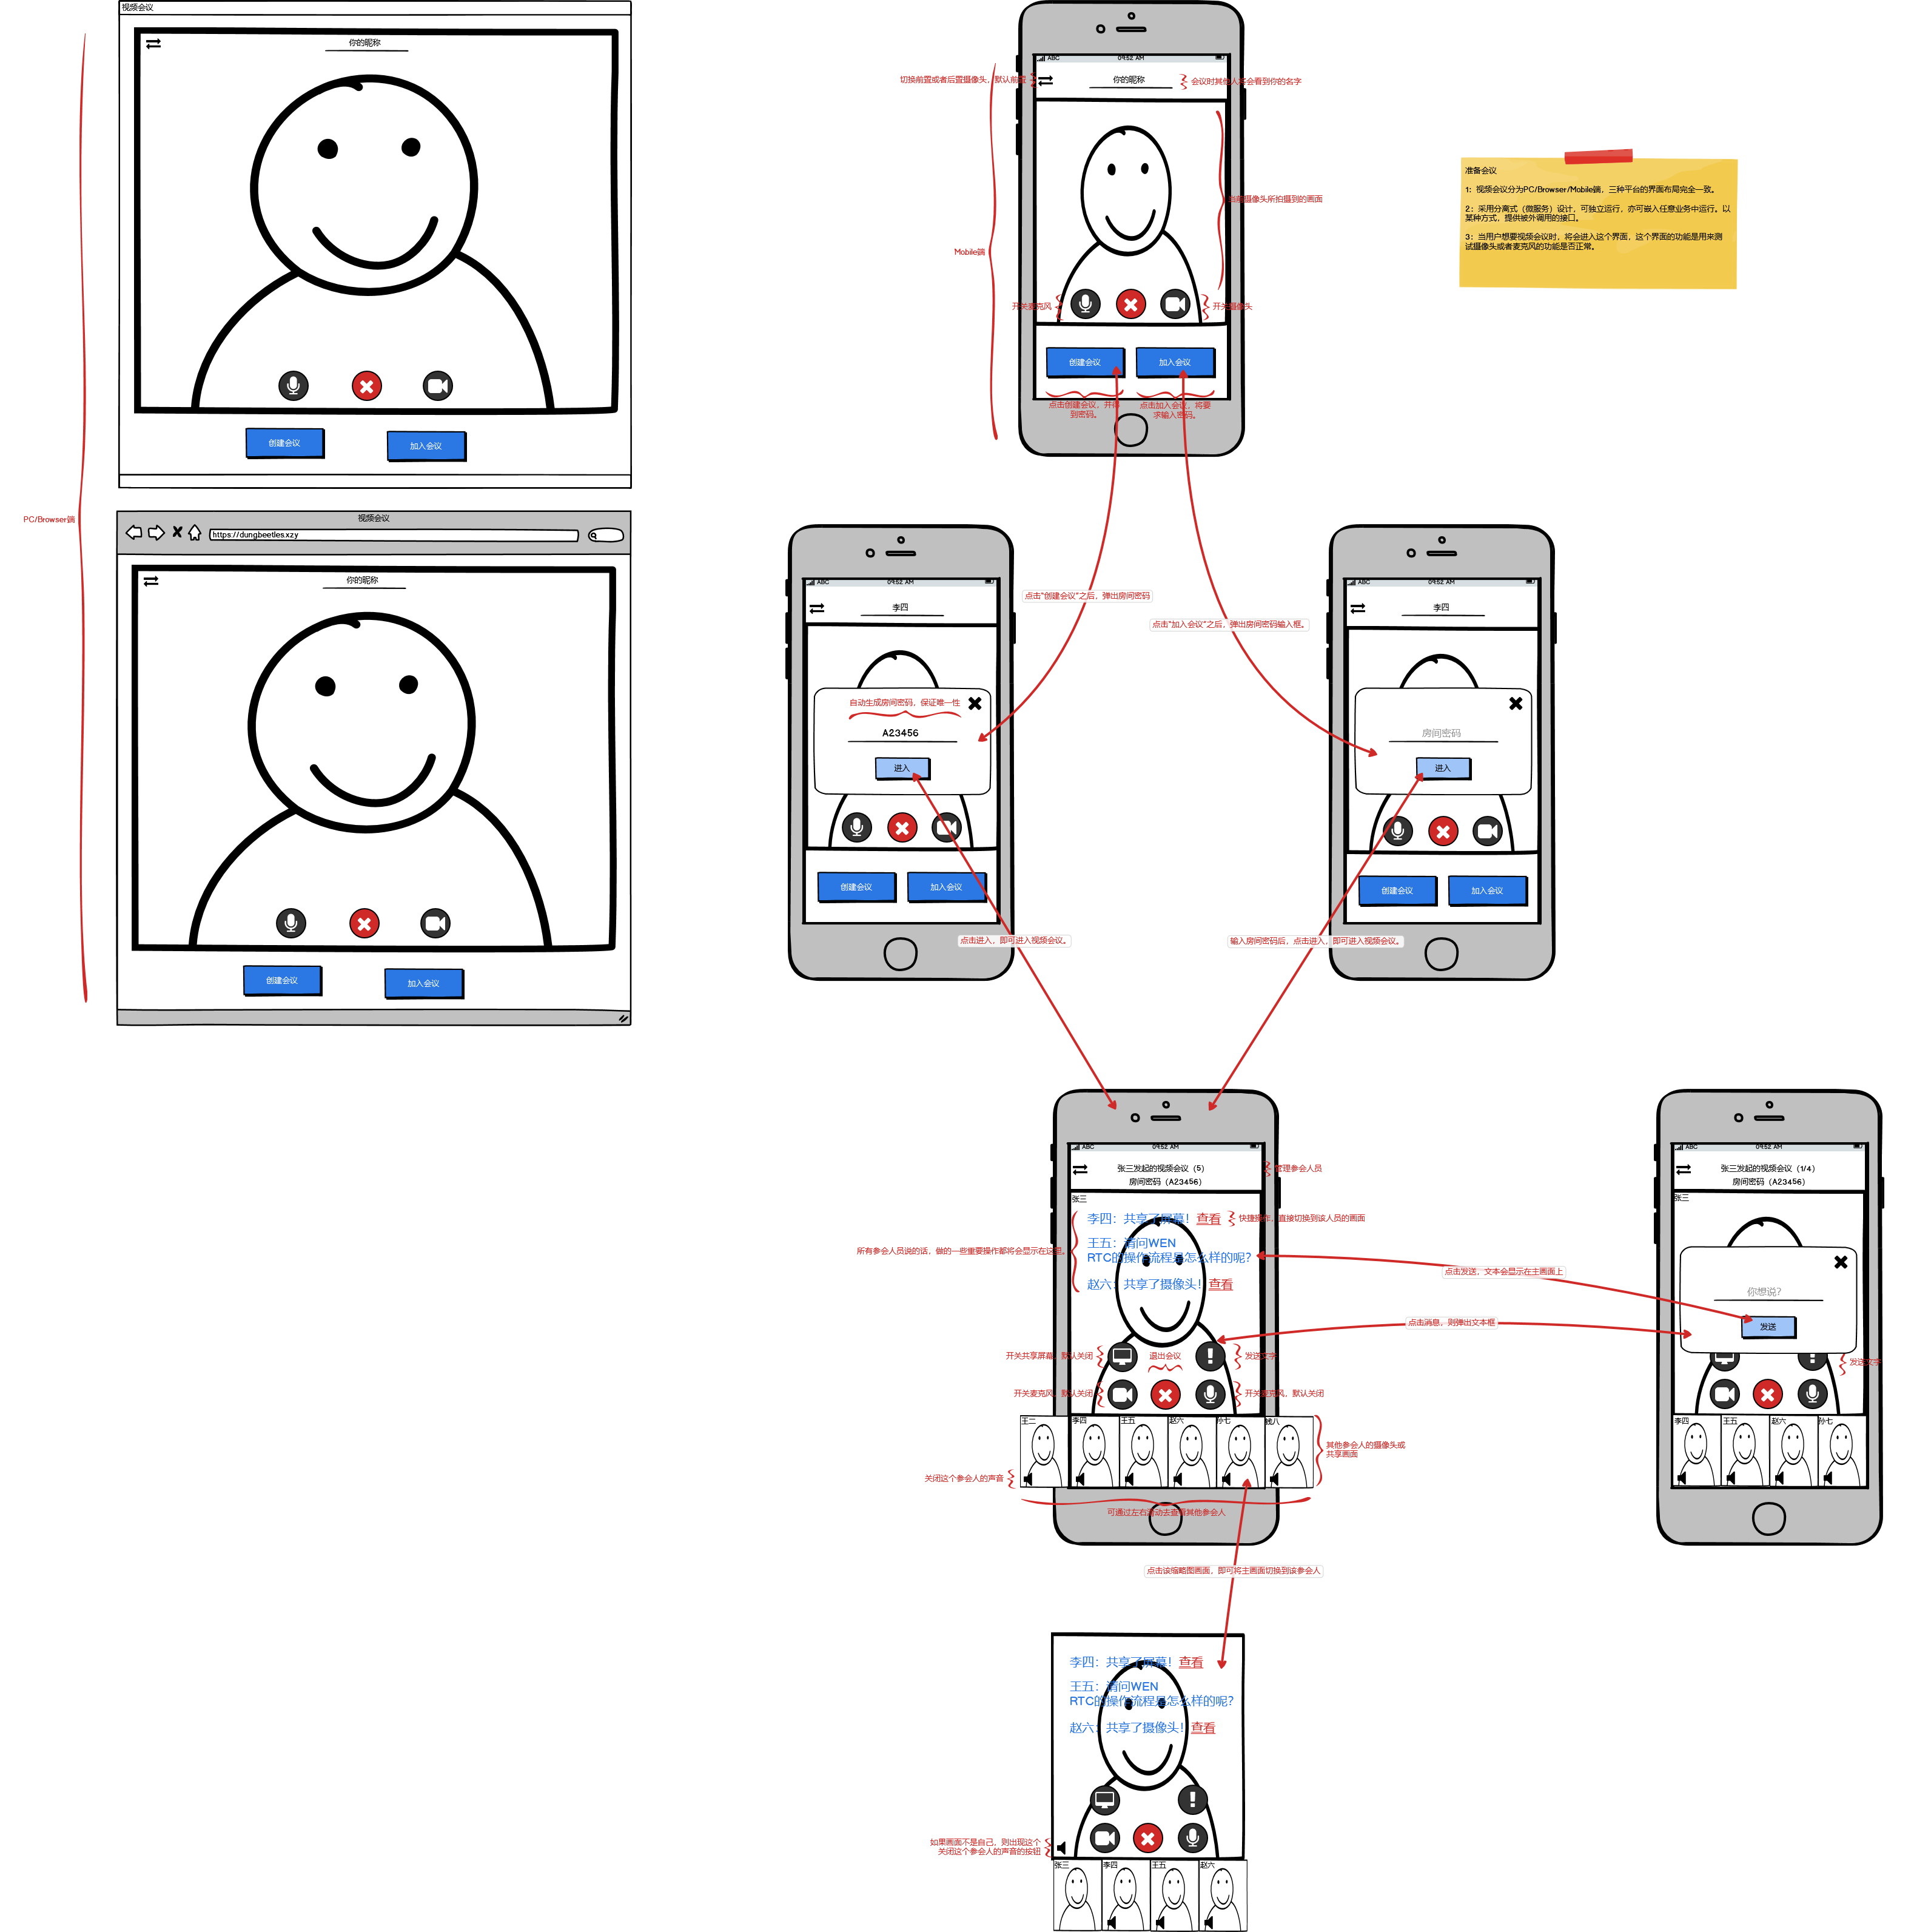 视频会议
你的昵称
创建会议
加入会议
PC/Browser端
视频会议
https://dungbeetles.xzy
你的昵称
创建会议
加入会议
ABC
09:52 AM
切换前置或者后置摄像头，默认前置
你的昵称
会议时其他人将会看到你的名字
当前摄像头所拍摄到的画面
Mobile端
开关麦克风
开关摄像头
创建会议
加入会议
点击创建会议，并得
到密码。
点击加入会议，将要
求输入密码。
准备会议
1：视频会议分为PC/Browser/Mobile端，三种平台的界面布局完全一致。
2：采用分离式（微服务）设计，可独立运行，亦可嵌入任意业务中运行。以
某种方式，提供被外调用的接口。
3：当用户想要视频会议时，将会进入这个界面，这个界面的功能是用来测
试摄像头或者麦克风的功能是否正常。
点击“创建会议”之后，弹出房间密码
点击“加入会议”之后，弹出房间密码输入框。
ABC
09:52 AM
李四
自动生成房间密码，保证唯一性
A23456
进入
创建会议
加入会议
点击进入，即可进入视频会议。
ABC
09:52 AM
李四
房间密码
进入
创建会议
加入会议
输入房间密码后，点击进入，即可进入视频会议。
ABC
09:52 AM
张三发起的视频会议（5）
房间密码（A23456）
管理参会人员
张三
李四：共享了屏幕！查看
快捷操作，直接切换到该人员的画面
王五：请问WEN
RTC的操作流程是怎么样的呢？
所有参会人员说的话，做的一些重要操作都将会显示在这里。
赵六：共享了摄像头！查看
开关共享屏幕，默认关闭
退出会议
发送文字
开关麦克风，默认关闭
开关麦克风，默认关闭
王二
李四
王五
赵六
孙七
钱八
其他参会人的摄像头或
共享画面
关闭这个参会人的声音
可通过左右滑动去查看其他参会人
点击发送，文本会显示在主画面上
点击消息，则弹出文本框
ABC
09:52 AM
张三发起的视频会议（1/4）
房间密码（A23456）
张三
你想说？
发送
发送文字
李四
王五
赵六
孙七
点击该缩略图画面，即可将主画面切换到该参会人
李四：共享了屏幕！查看
王五：请问WEN
RTC的操作流程是怎么样的呢？
赵六：共享了摄像头！查看
如果画面不是自己，则出现这个
关闭这个参会人的声音的按钮
张三
李四
王五
赵六